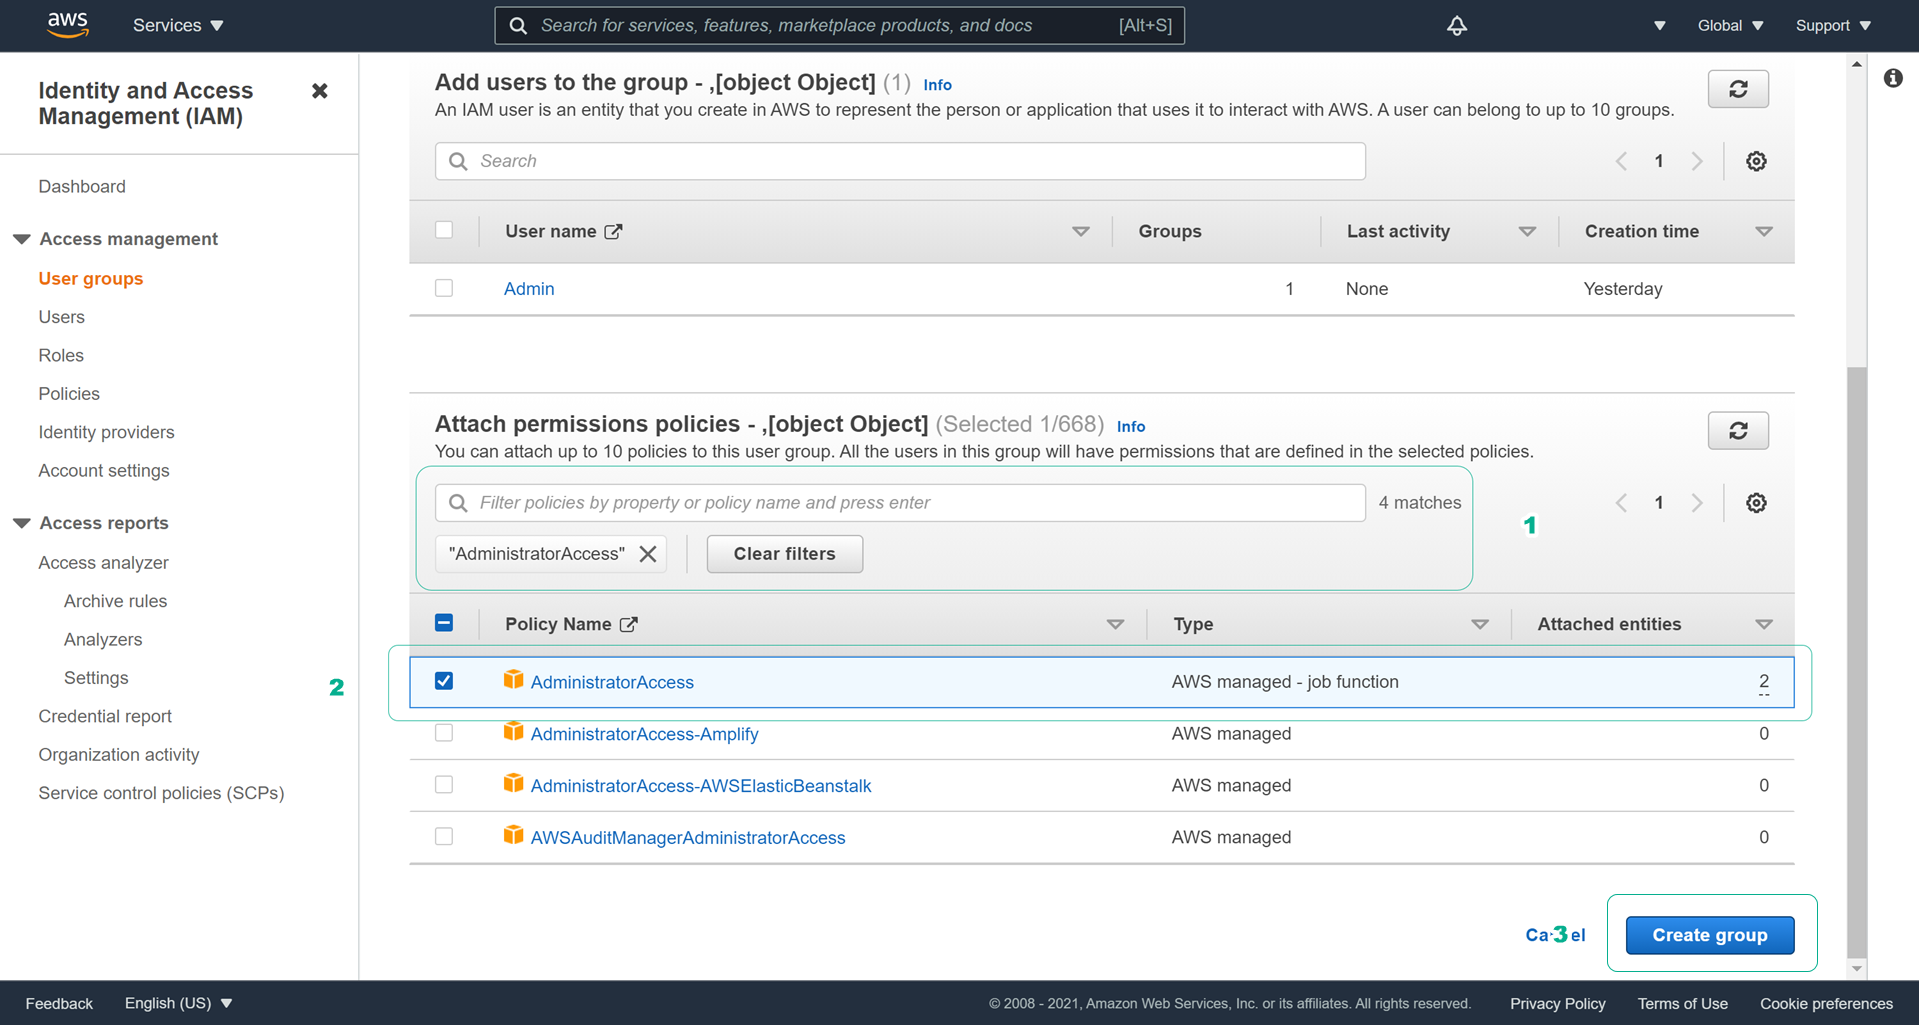 aws
Services
Search for services, features, marketplace products, and docs [Alt+S]
Global
Support
Identity and Access
Management (IAM)
Dashboard
Access management
User groups
Users
Roles
Policies
Identity providers
Account settings
Access reports
Access analyzer
Archive rules
Analyzers
Settings
Credential report
Organization activity
Service control policies (SCPs)
Add users to the group - ,[object Object] (1) Info
An IAM user is an entity that you create in AWS to represent the person or application that uses it to interact with AWS. A user can belong to up to 10 groups.
Search
1
User name Groups Last activity Creation time
Admin 1 None Yesterday
Attach permissions policies - ,[object Object] (Selected 1/668) Info
You can attach up to 10 policies to this user group. All the users in this group will have permissions that are defined in the selected policies.
Filter policies by property or policy name and press enter 4 matches
1
1
"AdministratorAccess" Clear filters
Policy Name Type Attached entities
2
AdministratorAccess AWS managed - job function 2
AdministratorAccess-Amplify AWS managed 0
AdministratorAccess-AWSElasticBeanstalk AWS managed 0
AWSAuditManagerAdministratorAccess AWS managed 0
3
Create group
Feedback English (US)
© 2008 - 2021, Amazon Web Services, Inc. or its affiliates. All rights reserved. Privacy Policy Terms of Use Cookie preferences